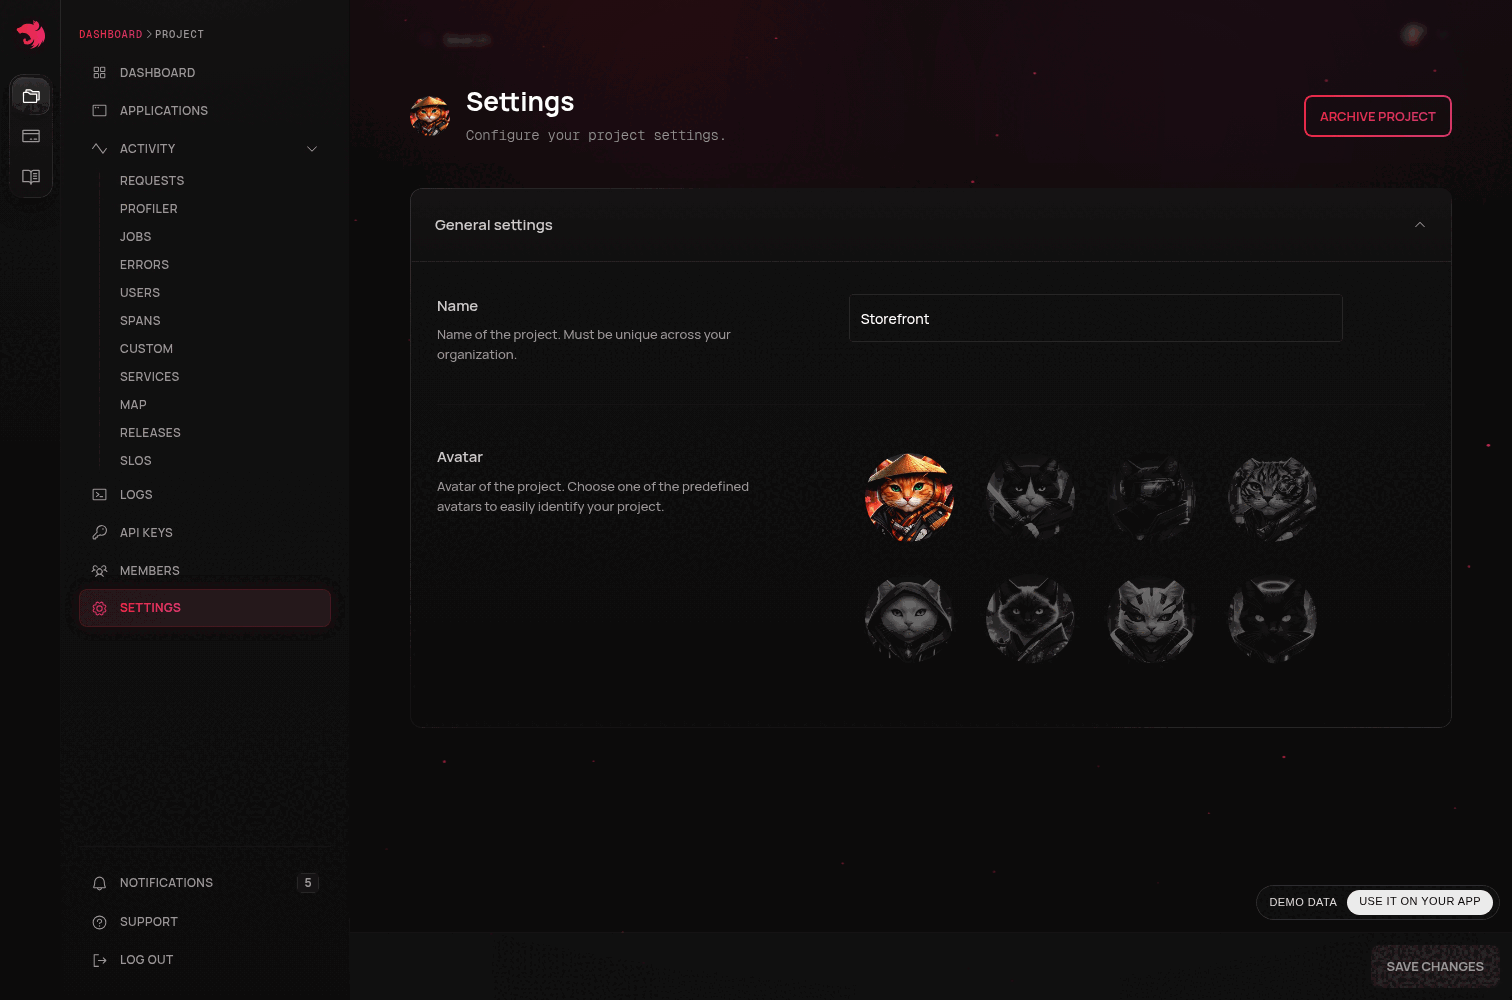 DASHBOARD PROJECT
DASHBOARD
APPLICATIONS
ACTIVITY
REQUESTS
PROFILER
JOBS
ERRORS
USERS
SPANS
CUSTOM
SERVICES
MAP
RELEASES
SLOS
LOGS
API KEYS
MEMBERS
SETTINGS
NOTIFICATIONS 5
SUPPORT
LOG OUT
Settings
Configure your project settings.
ARCHIVE PROJECT
General settings
Name
Name of the project. Must be unique across your
organization.
Storefront
Avatar
Avatar of the project. Choose one of the predefined
avatars to easily identify your project.
DEMO DATA USE IT ON YOUR APP
SAVE CHANGES